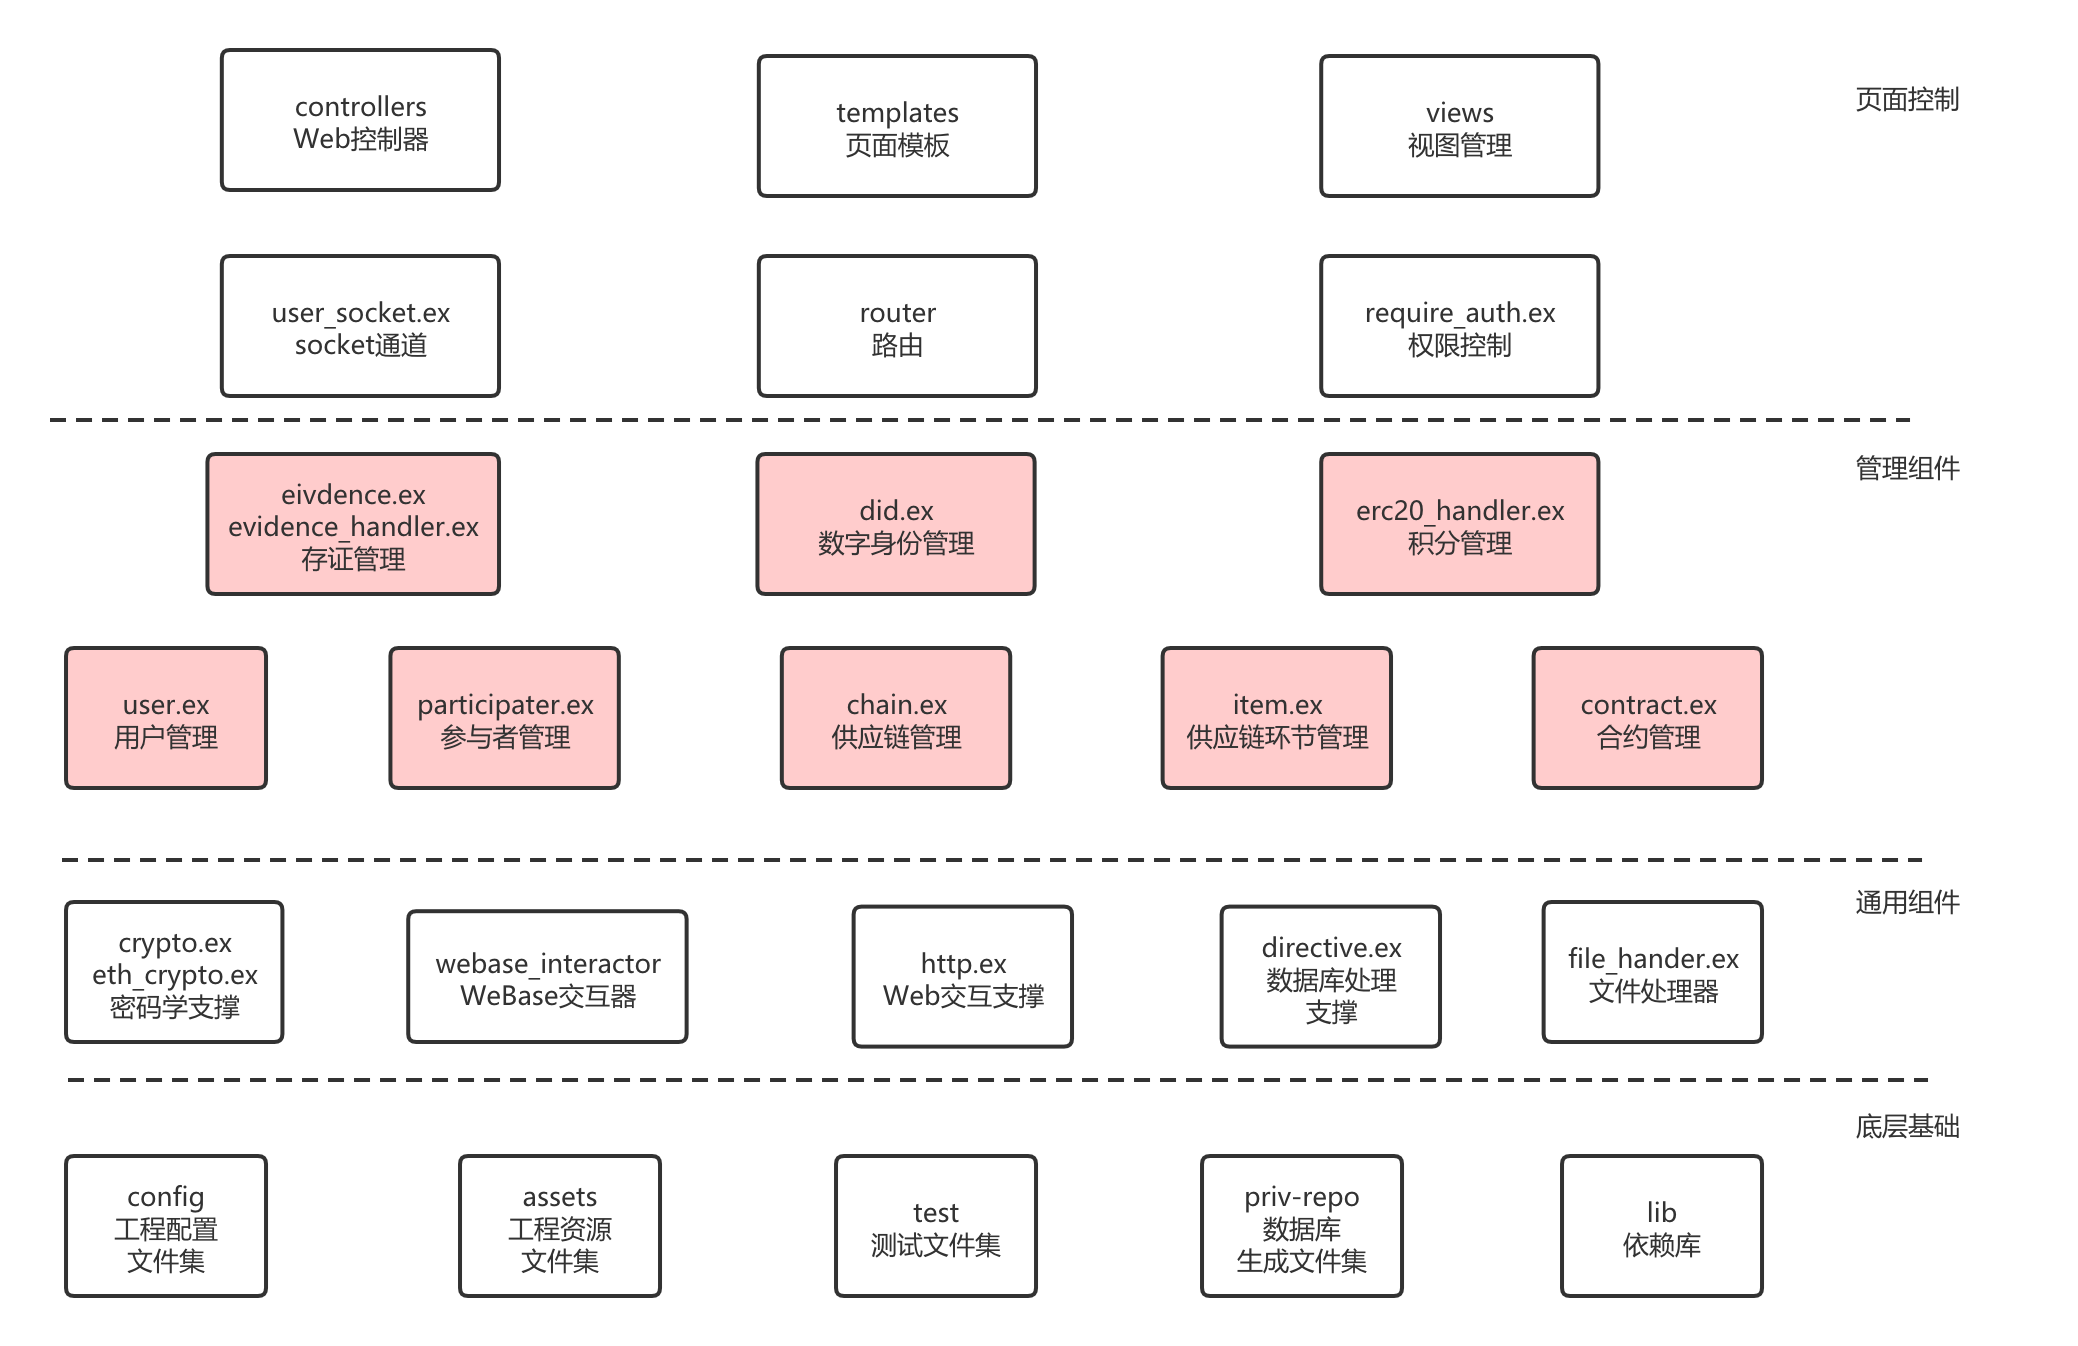 controllers
Web控制器
templates
页面模板
views
视图管理
页面控制
user_socket.ex
socket通道
router
路由
require_auth.ex
权限控制
管理组件
eivdence.ex
evidence_handler.ex
存证管理
did.ex
数字身份管理
erc20_handler.ex
积分管理
user.ex
用户管理
participater.ex
参与者管理
chain.ex
供应链管理
item.ex
供应链环节管理
contract.ex
合约管理
通用组件
crypto.ex
eth_crypto.ex
密码学支撑
webase_interactor
WeBase交互器
http.ex
Web交互支撑
directive.ex
数据库处理
支撑
file_hander.ex
文件处理器
底层基础
config
工程配置
文件集
assets
工程资源
文件集
test
测试文件集
priv-repo
数据库
生成文件集
lib
依赖库